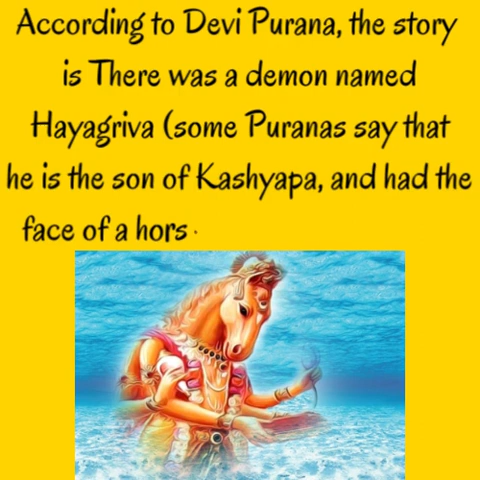 According to Devi Purana, the story
is There was a demon named
Hayagriva (some Puranas say that
he is the son of Kashyapa, and had the
face of a hors